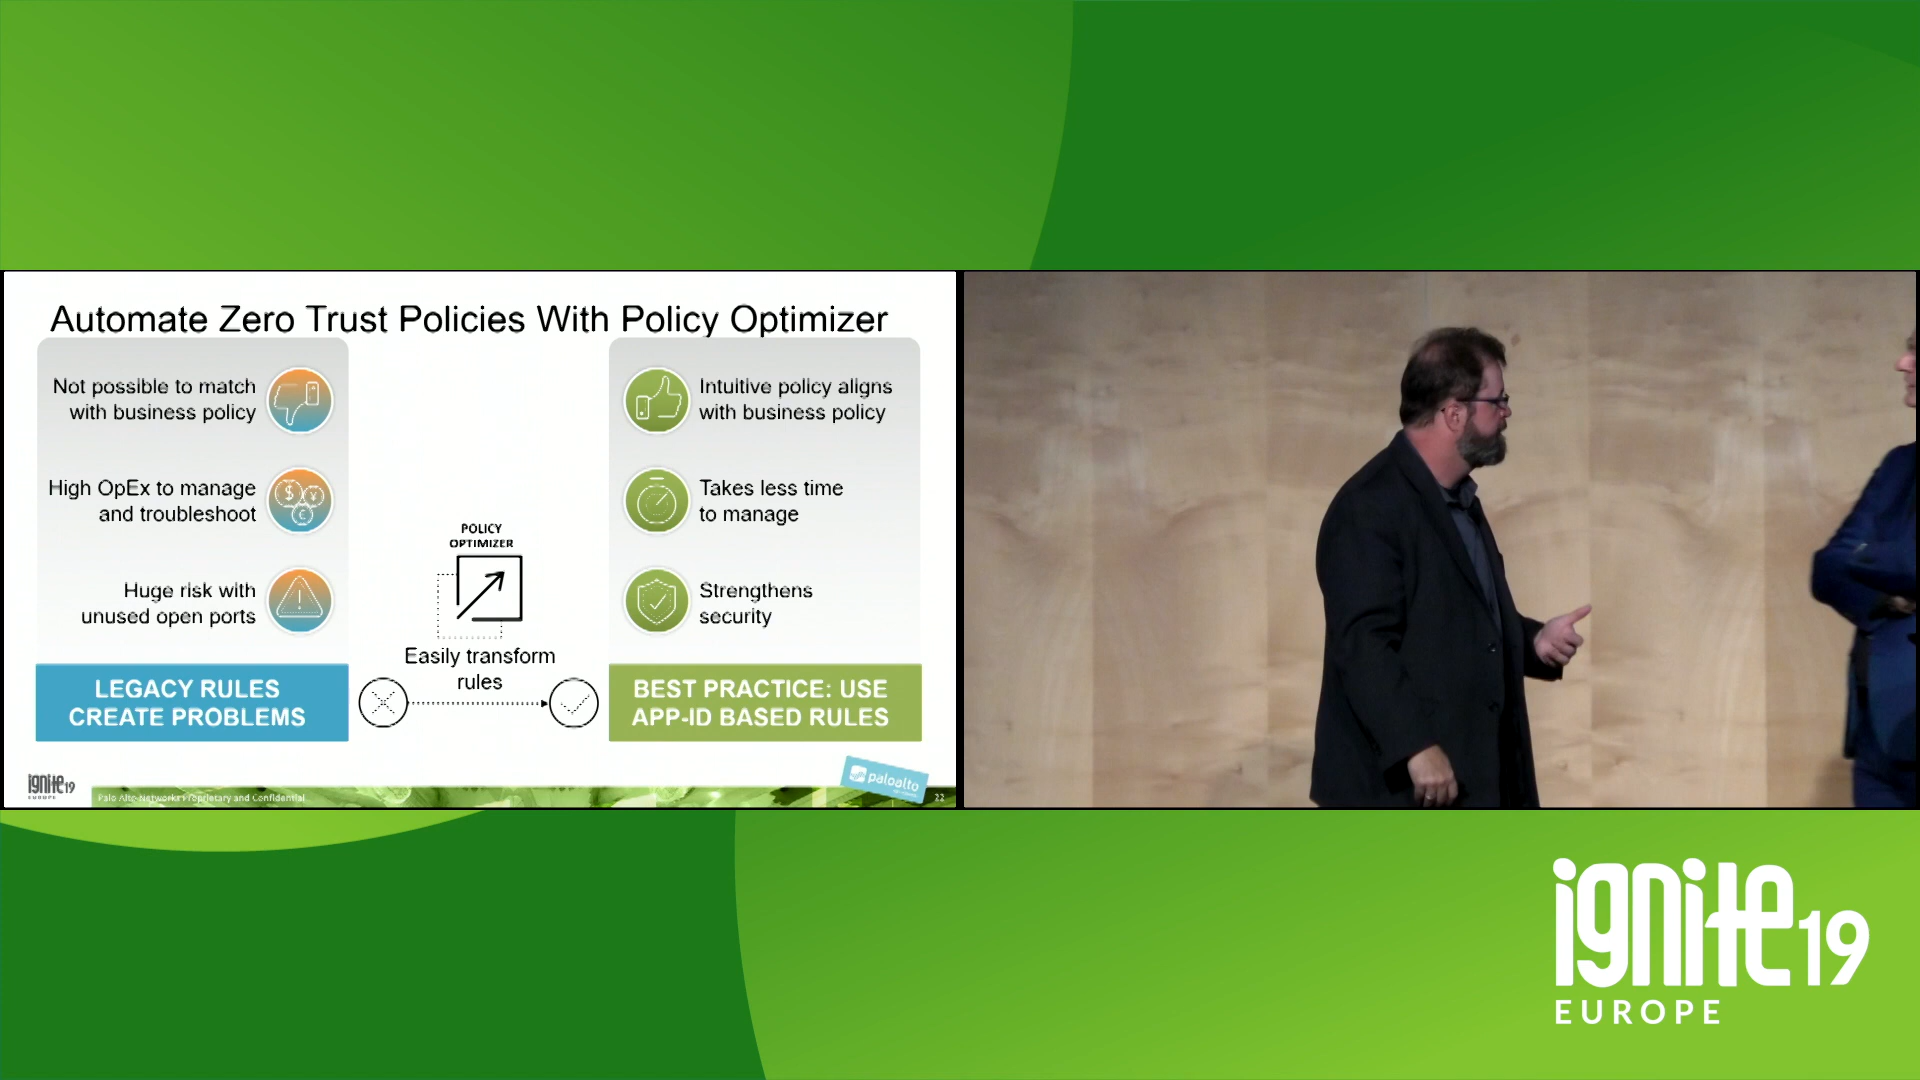 Automate Zero Trust Policies With Policy Optimizer
Not possible to match
with business policy
High OpEx to manage
and troubleshoot
Huge risk with
unused open ports
LEGACY RULES
CREATE PROBLEMS
POLICY
OPTIMIZER
Easily transform
rules
Intuitive policy aligns
with business policy
Takes less time
to manage
Strengthens
security
BEST PRACTICE: USE
APP-ID BASED RULES
ignite19
EUROPE
Palo Alto Networks Proprietary and Confidential
paloalto
22
ignite19
EUROPE